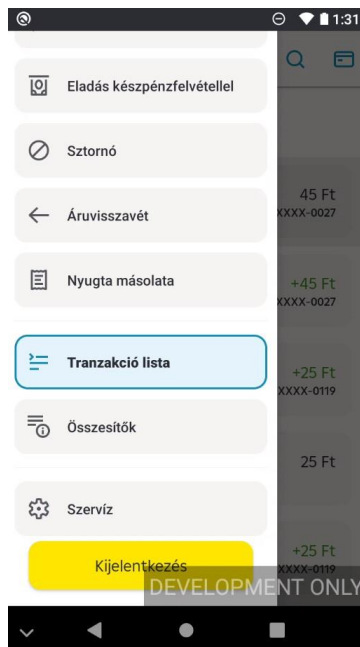 1:31
Eladás készpénzfelvétellel
Sztornó
45 Ft
XXXX-0027
Áruvisszavét
Nyugta másolata
+45 Ft
XXXX-0027
Tranzakció lista
+25 Ft
XXXX-0119
Összesítők
25 Ft
Szervíz
Kijelentkezés
+25 Ft
XXXX-0119
DEVELOPMENT ONLY